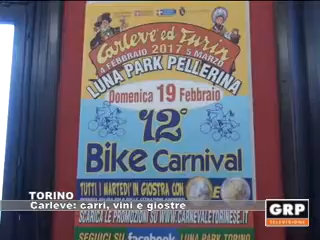 Carlevè ed Turin
4 FEBBRAIO 2017 5 MARZO
LUNA PARK PELLERINA
Domenica 19 Febbraio
12°
Bike Carnival
TUTTI I MARTEDI' IN GIOSTRA CON
SCARICA LE PROMOZIONI SU WWW.CARNEVALETORINESE.IT
SEGUICI SU facebook LUNA PARK TORINO
TORINO
Carleve: carri, vini e giostre
GRP
TELEVISIONE